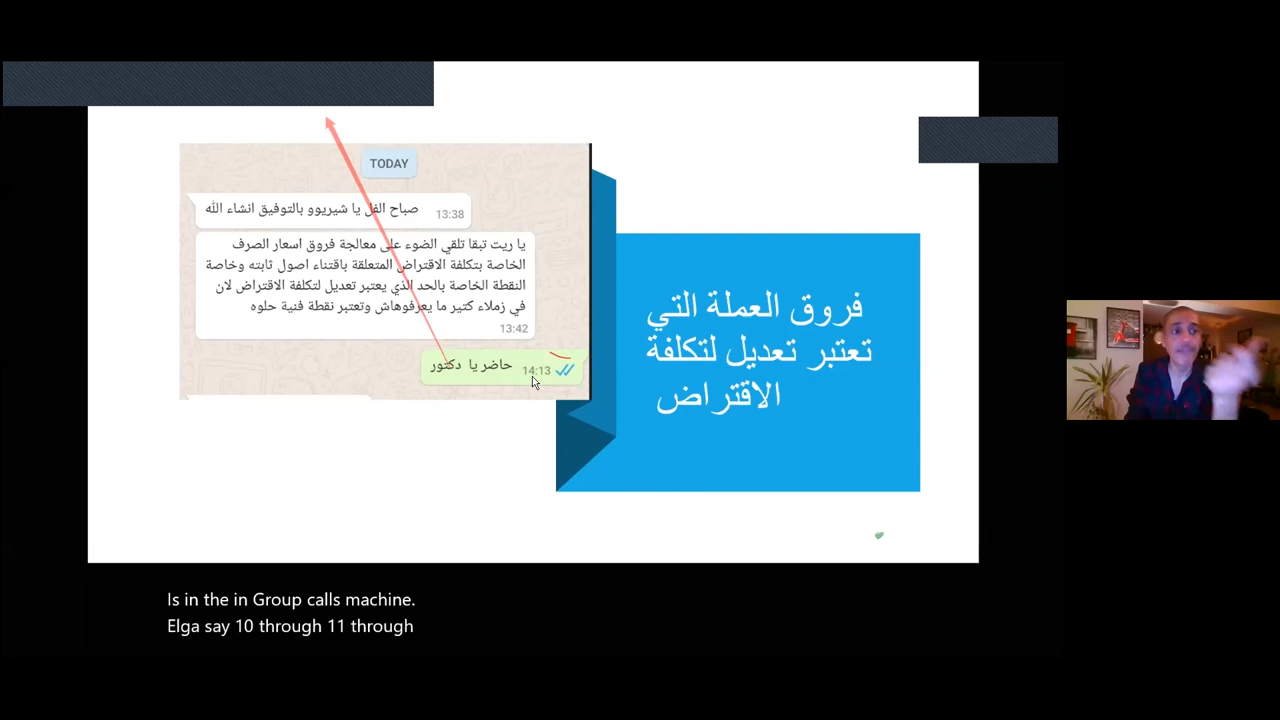 TODAY
صباح الفل يا شيريوو بالتوفيق انشاء الله
13:38
يا ريت تبقا تلقي الضوء على معالجة فروق اسعار الصرف
الخاصة بتكلفة الاقتراض المتعلقة باقتناء اصول ثابته وخاصة
النقطة الخاصة بالحد الذي يعتبر تعديل لتكلفة الاقتراض لان
في زملاء كتير ما يعرفوهاش وتعتبر نقطة فنية حلوه
13:42
حاضر يا دكتور
14:13
فروق العملة التي
تعتبر تعديل لتكلفة
الاقتراض
Is in the in Group calls machine.
Elga say 10 through 11 through